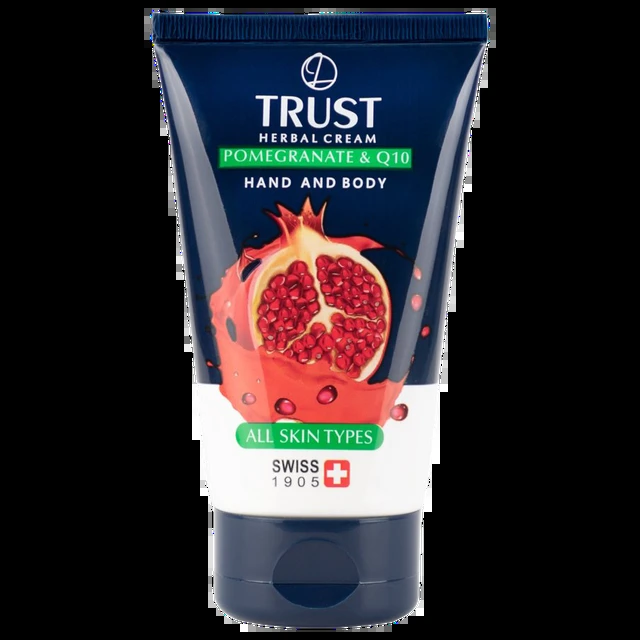 TRUST
HERBAL CREAM
POMEGRANATE & Q10
HAND AND BODY
ALL SKIN TYPES
SWISS
1905